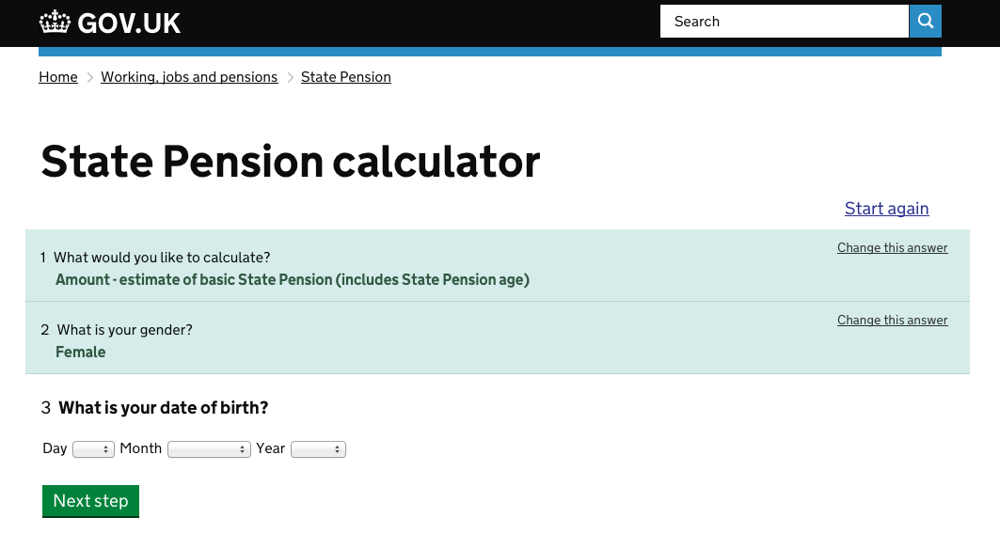 GOV.UK
Search
Home Working, jobs and pensions State Pension
State Pension calculator
Start again
1 What would you like to calculate? Change this answer
Amount - estimate of basic State Pension (includes State Pension age)
2 What is your gender? Change this answer
Female
3 What is your date of birth?
Day Month Year
Next step